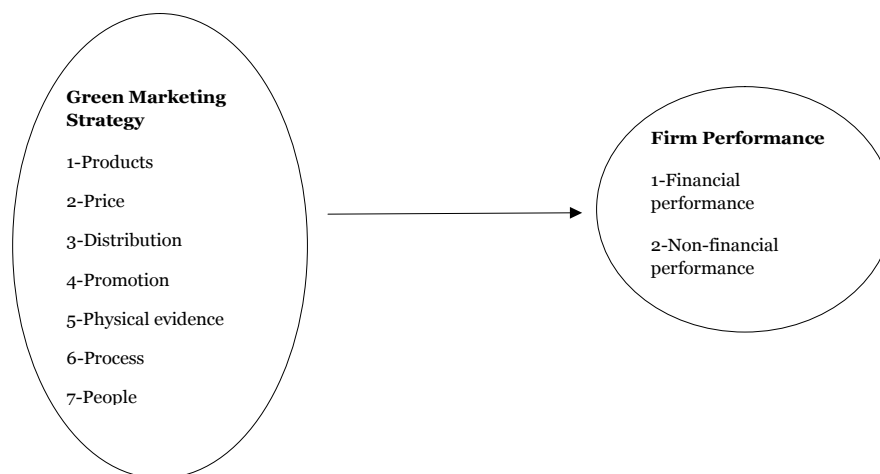 Green Marketing
Strategy
1-Products
2-Price
3-Distribution
4-Promotion
5-Physical evidence
6-Process
7-People
Firm Performance
1-Financial
performance
2-Non-financial
performance